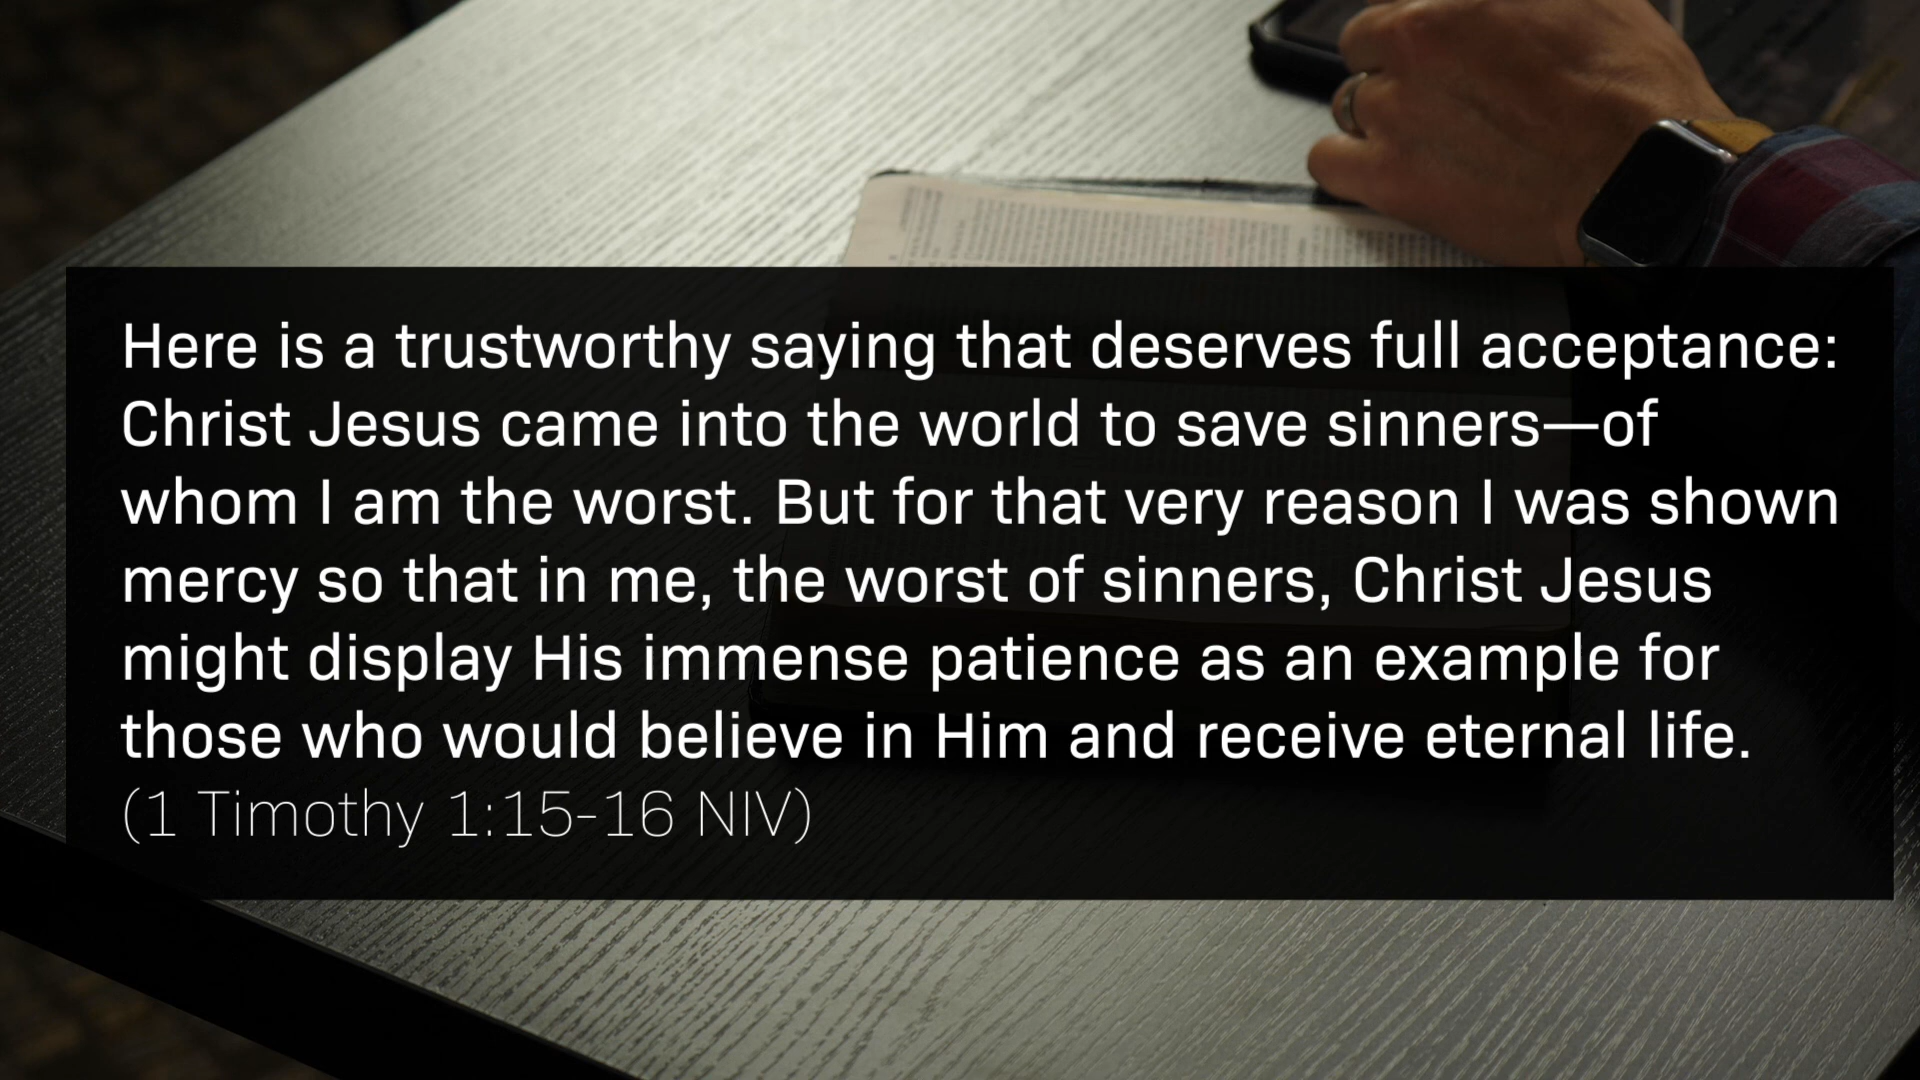 Here is a trustworthy saying that deserves full acceptance:
Christ Jesus came into the world to save sinners—of
whom I am the worst. But for that very reason I was shown
mercy so that in me, the worst of sinners, Christ Jesus
might display His immense patience as an example for
those who would believe in Him and receive eternal life.
(1 Timothy 1:15-16 NIV)